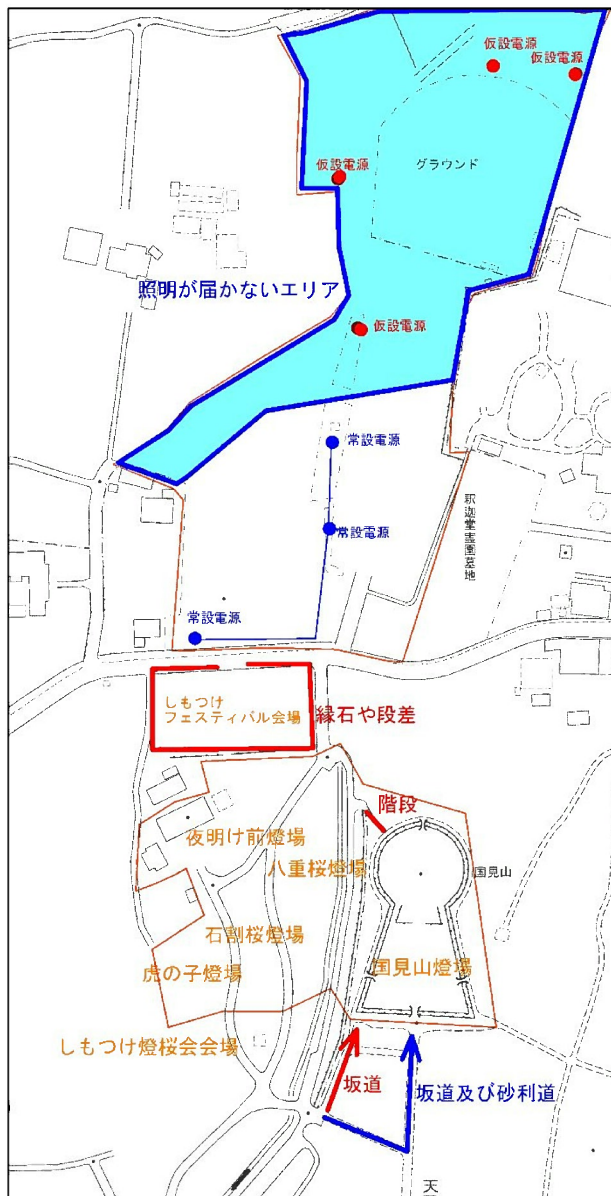 仮設電源
仮設電源
仮設電源
グラウンド
照明が届かないエリア
仮設電源
常設電源
釈迦堂霊園墓地
常設電源
常設電源
しもつけ
フェスティバル会場
縁石や段差
階段
夜明け前燈場
八重桜燈場
国見山
石割桜燈場
虎の子燈場
国見山燈場
しもつけ燈桜会会場
坂道
坂道及び砂利道
天